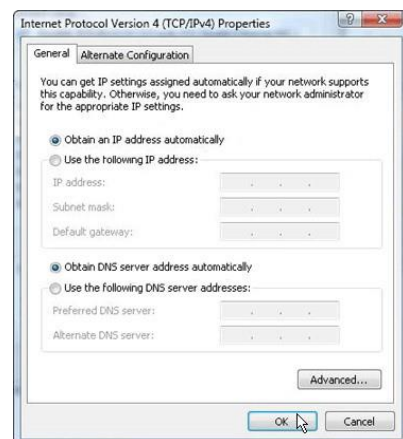 Internet Protocol Version 4 (TCP/IPv4) Properties
General
Alternate Configuration
You can get IP settings assigned automatically if your network supports
this capability. Otherwise, you need to ask your network administrator
for the appropriate IP settings.
Obtain an IP address automatically
Use the following IP address:
IP address:
Subnet mask:
Default gateway:
Obtain DNS server address automatically
Use the following DNS server addresses:
Preferred DNS server:
Alternate DNS server:
Advanced...
OK
Cancel